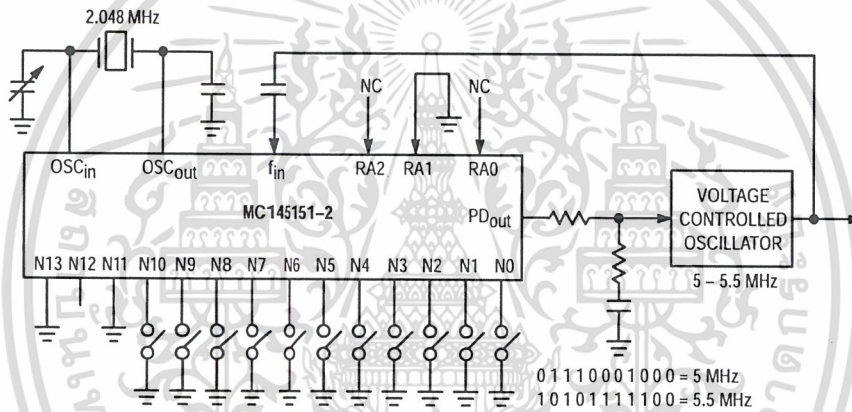 2.048 MHz
NC NC
OSCin OSCout fin RA2 RA1 RA0
MC145151–2 PDout
VOLTAGE
CONTROLLED
OSCILLATOR
N13 N12 N11 N10 N9 N8 N7 N6 N5 N4 N3 N2 N1 N0
5 – 5.5 MHz
0 1 1 1 0 0 0 1 0 0 0 = 5 MHz
1 0 1 0 1 1 1 1 1 0 0 = 5.5 MHz